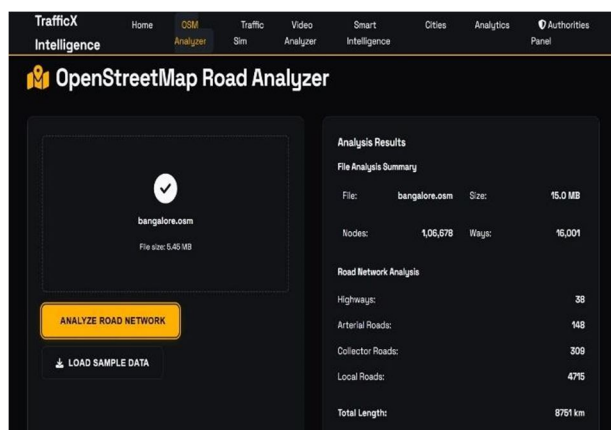 TrafficX Intelligence
Home
OSM Analyzer
Traffic Sim
Video Analyzer
Smart Intelligence
Cities
Analytics
Authorities Panel
OpenStreetMap Road Analyzer
bangalore.osm
File size: 5.45 MB
ANALYZE ROAD NETWORK
LOAD SAMPLE DATA
Analysis Results
File Analysis Summary
File: bangalore.osm Size: 15.0 MB
Nodes: 1,06,678 Ways: 16,001
Road Network Analysis
Highways: 38
Arterial Roads: 148
Collector Roads: 309
Local Roads: 4715
Total Length: 8751 km